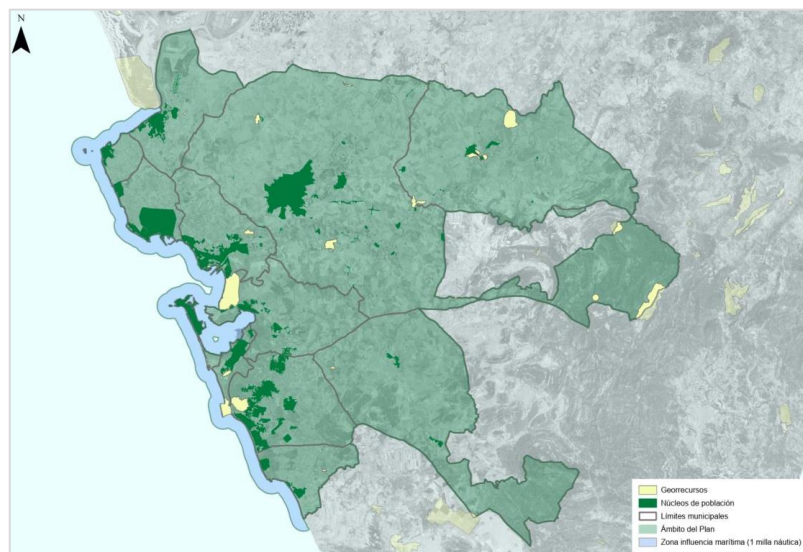 N
Georrecursos
Núcleos de población
Límites municipales
Ámbito del Plan
Zona influencia marítima (1 milla náutica)